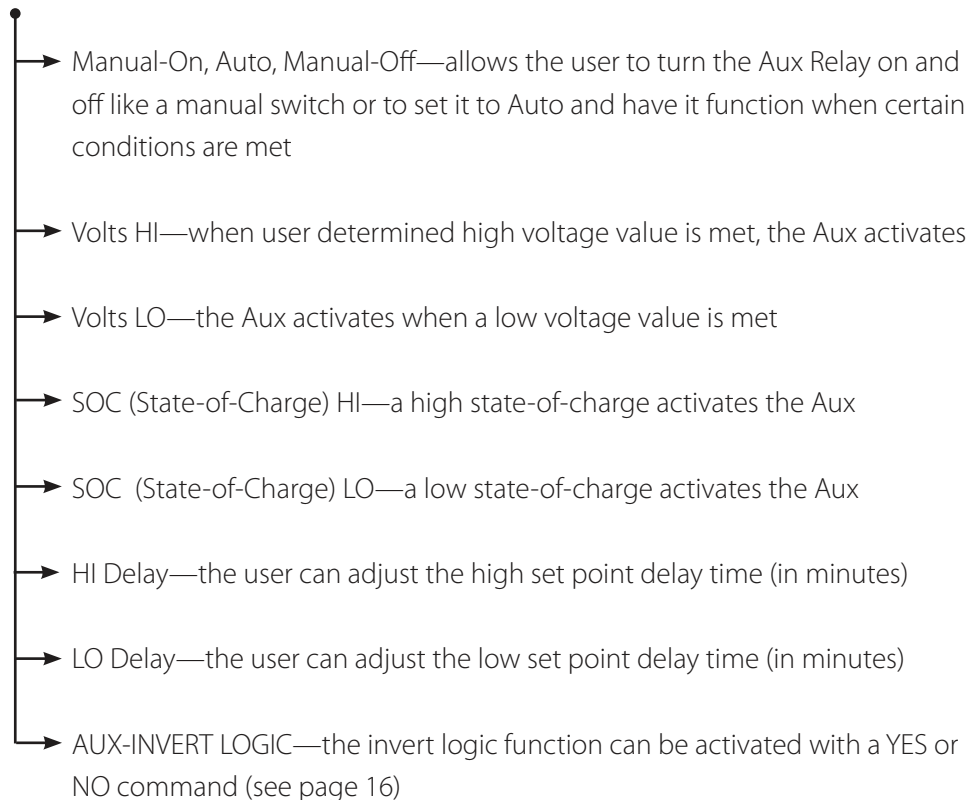 Manual-On, Auto, Manual-Off—allows the user to turn the Aux Relay on and
off like a manual switch or to set it to Auto and have it function when certain
conditions are met
Volts HI—when user determined high voltage value is met, the Aux activates
Volts LO—the Aux activates when a low voltage value is met
SOC (State-of-Charge) HI—a high state-of-charge activates the Aux
SOC  (State-of-Charge) LO—a low state-of-charge activates the Aux
HI Delay—the user can adjust the high set point delay time (in minutes)
LO Delay—the user can adjust the low set point delay time (in minutes)
AUX-INVERT LOGIC—the invert logic function can be activated with a YES or
NO command (see page 16)